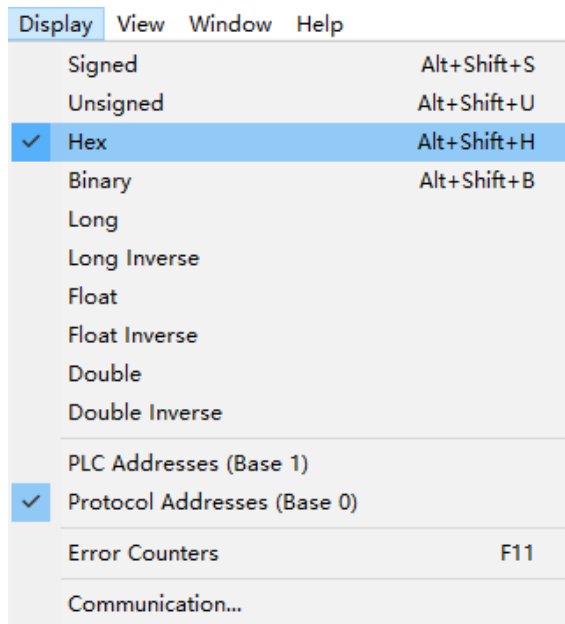 Display View Window Help
Signed Alt+Shift+S
Unsigned Alt+Shift+U
Hex Alt+Shift+H
Binary Alt+Shift+B
Long
Long Inverse
Float
Float Inverse
Double
Double Inverse
PLC Addresses (Base 1)
Protocol Addresses (Base 0)
Error Counters F11
Communication...